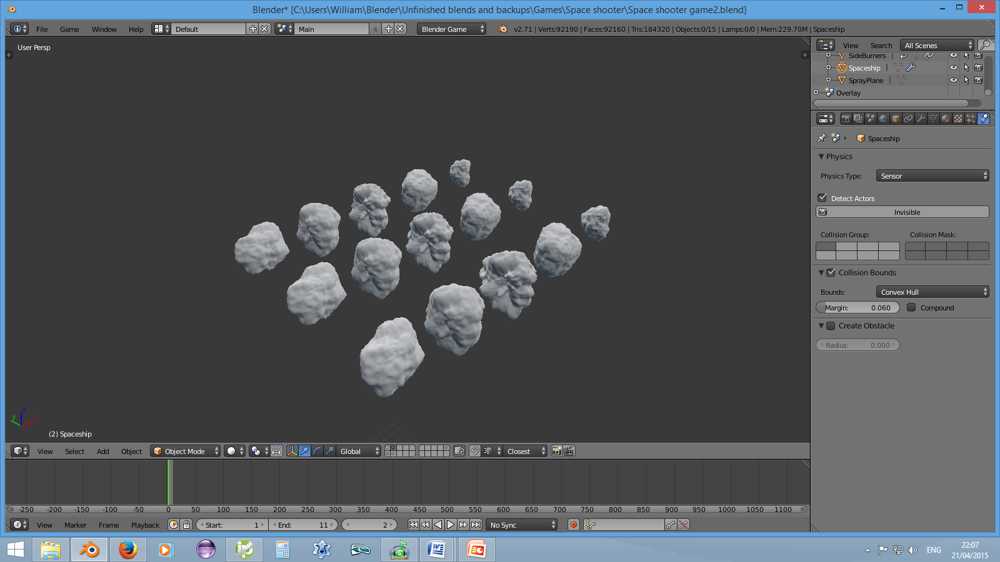 Blender* [C:\Users\William\Blender\Unfinished blends and backups\Games\Space shooter\Space shooter game2.blend]
File Game Window Help Default Main 4 Blender Game v2.71 | Verts:92190 | Faces:92160 | Tris:184320 | Objects:0/15 | Lamps:0/0 | Mem:229.70M | Spaceship
User Persp
View Search All Scenes
SideBurners
Spaceship
SprayPlane
Overlay
Spaceship
Physics
Physics Type: Sensor
Detect Actors
Invisible
Collision Group: Collision Mask:
Collision Bounds
Bounds: Convex Hull
Margin: 0.060 Compound
Create Obstacle
Radius: 0.000
z
y x
(2) Spaceship
View Select Add Object Object Mode Global Closest
-250 -200 -150 -100 -50 0 50 100 150 200 250 300 350 400 450 500 550 600 650 700 750 800 850 900 950 1000 1050 1100
View Marker Frame Playback Start: 1 End: 11 2 No Sync
ENG 22:07
21/04/2015